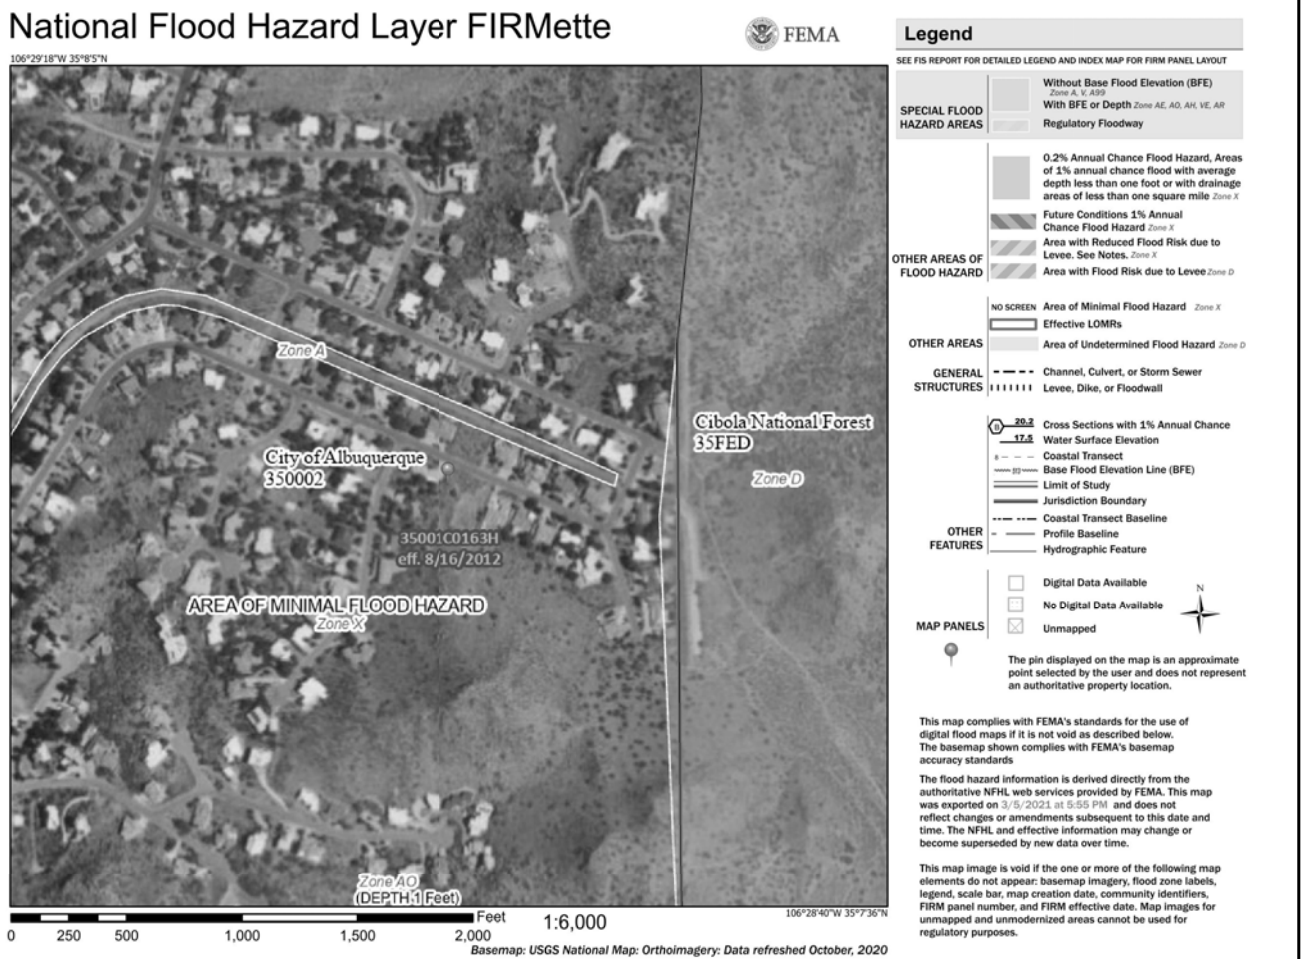 National Flood Hazard Layer FIRMette
FEMA
106°29'18"W 35°8'5"N
Zone A
City of Albuquerque
350002
Cibola National Forest
35FED
Zone D
35001C0163H
eff. 8/16/2012
AREA OF MINIMAL FLOOD HAZARD
Zone X
Zone AO
(DEPTH 1 Feet)
106°28'40"W 35°7'36"N
Feet
1:6,000
0 250 500 1,000 1,500 2,000
Basemap: USGS National Map: Orthoimagery: Data refreshed October, 2020
Legend
SEE FIS REPORT FOR DETAILED LEGEND AND INDEX MAP FOR FIRM PANEL LAYOUT
SPECIAL FLOOD
HAZARD AREAS
Without Base Flood Elevation (BFE)
Zone A, V, A99
With BFE or Depth Zone AE, AO, AH, VE, AR
Regulatory Floodway
OTHER AREAS OF
FLOOD HAZARD
0.2% Annual Chance Flood Hazard, Areas
of 1% annual chance flood with average
depth less than one foot or with drainage
areas of less than one square mile Zone X
Future Conditions 1% Annual
Chance Flood Hazard Zone X
Area with Reduced Flood Risk due to
Levee. See Notes. Zone X
Area with Flood Risk due to Levee Zone D
OTHER AREAS
NO SCREEN Area of Minimal Flood Hazard Zone X
Effective LOMRs
Area of Undetermined Flood Hazard Zone D
GENERAL
STRUCTURES
Channel, Culvert, or Storm Sewer
Levee, Dike, or Floodwall
OTHER
FEATURES
B 20.2 Cross Sections with 1% Annual Chance
17.5 Water Surface Elevation
8 Coastal Transect
513 Base Flood Elevation Line (BFE)
Limit of Study
Jurisdiction Boundary
Coastal Transect Baseline
Profile Baseline
Hydrographic Feature
MAP PANELS
Digital Data Available
No Digital Data Available
Unmapped
N
The pin displayed on the map is an approximate
point selected by the user and does not represent
an authoritative property location.
This map complies with FEMA's standards for the use of
digital flood maps if it is not void as described below.
The basemap shown complies with FEMA's basemap
accuracy standards
The flood hazard information is derived directly from the
authoritative NFHL web services provided by FEMA. This map
was exported on 3/5/2021 at 5:55 PM and does not
reflect changes or amendments subsequent to this date and
time. The NFHL and effective information may change or
become superseded by new data over time.
This map image is void if the one or more of the following map
elements do not appear: basemap imagery, flood zone labels,
legend, scale bar, map creation date, community identifiers,
FIRM panel number, and FIRM effective date. Map images for
unmapped and unmodernized areas cannot be used for
regulatory purposes.